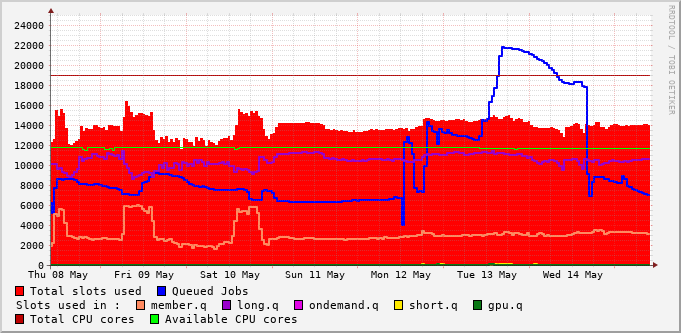 RRDTOOL / TOBI OETIKER
24000
22000
20000
18000
16000
14000
12000
10000
8000
6000
4000
2000
0
Thu 08 May Fri 09 May Sat 10 May Sun 11 May Mon 12 May Tue 13 May Wed 14 May
Total slots used Queued Jobs
Slots used in : member.q long.q ondemand.q short.q gpu.q
Total CPU cores Available CPU cores